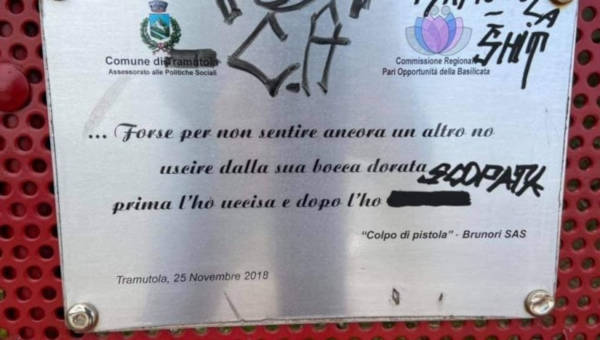 Comune di Tramutola
Assessorato alle Politiche Sociali
Commissione Regionale
Pari Opportunità della Basilicata
SHIT
... Forse per non sentire ancora un altro no
uscire dalla sua bocca dorata
prima l'hò uccisa e dopo l'ho
"Colpo di pistola" - Brunori SAS
Tramutola, 25 Novembre 2018